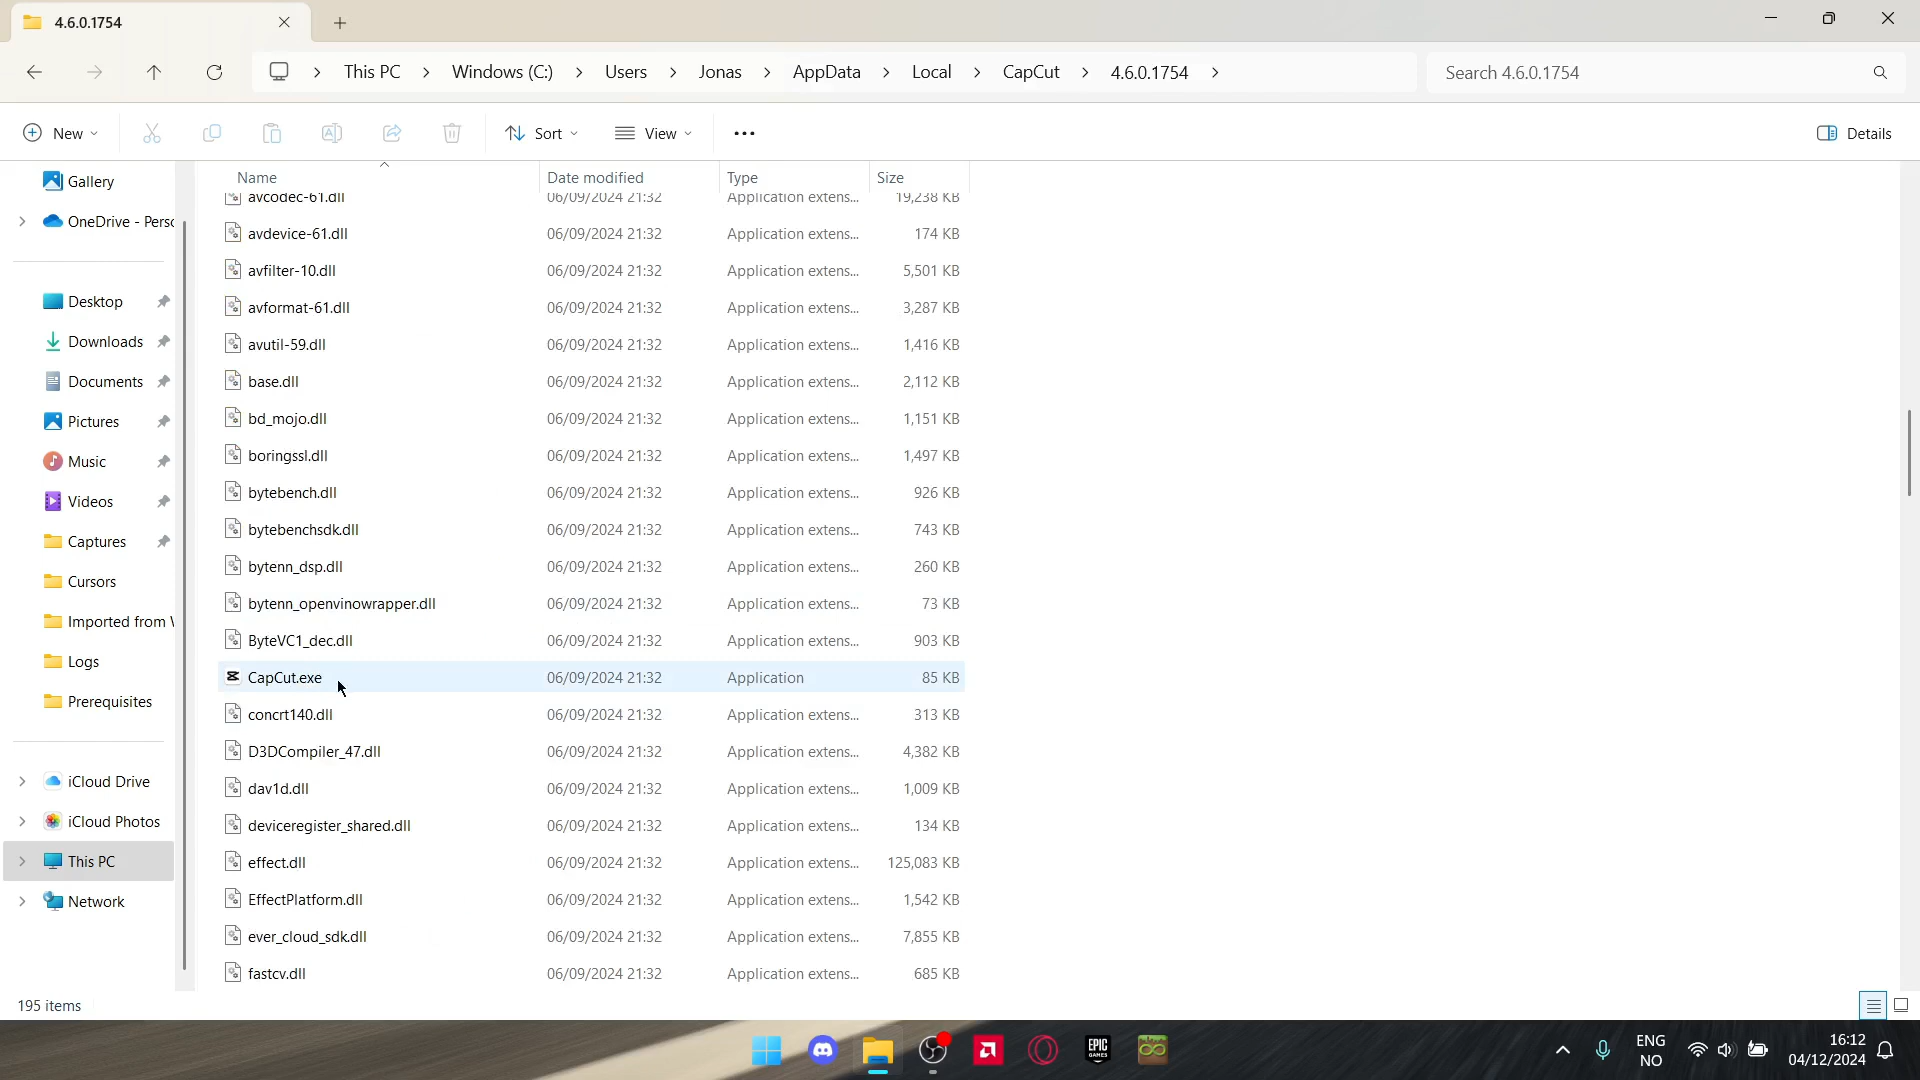 4.6.0.1754
This PC > Windows (C:) > Users > Jonas > AppData > Local > CapCut > 4.6.0.1754 >
Search 4.6.0.1754
New
Sort
View
Details
Gallery
OneDrive - Perso
Desktop
Downloads
Documents
Pictures
Music
Videos
Captures
Cursors
Imported from
Logs
Prerequisites
iCloud Drive
iCloud Photos
This PC
Network
Name Date modified Type Size
avcodec-61.dll 06/09/2024 21:32 Application extens... 19,238 KB
avdevice-61.dll 06/09/2024 21:32 Application extens... 174 KB
avfilter-10.dll 06/09/2024 21:32 Application extens... 5,501 KB
avformat-61.dll 06/09/2024 21:32 Application extens... 3,287 KB
avutil-59.dll 06/09/2024 21:32 Application extens... 1,416 KB
base.dll 06/09/2024 21:32 Application extens... 2,112 KB
bd_mojo.dll 06/09/2024 21:32 Application extens... 1,151 KB
boringssl.dll 06/09/2024 21:32 Application extens... 1,497 KB
bytebench.dll 06/09/2024 21:32 Application extens... 926 KB
bytebenchsdk.dll 06/09/2024 21:32 Application extens... 743 KB
bytenn_dsp.dll 06/09/2024 21:32 Application extens... 260 KB
bytenn_openvinowrapper.dll 06/09/2024 21:32 Application extens... 73 KB
ByteVC1_dec.dll 06/09/2024 21:32 Application extens... 903 KB
CapCut.exe 06/09/2024 21:32 Application 85 KB
concrt140.dll 06/09/2024 21:32 Application extens... 313 KB
D3DCompiler_47.dll 06/09/2024 21:32 Application extens... 4,382 KB
dav1d.dll 06/09/2024 21:32 Application extens... 1,009 KB
deviceregister_shared.dll 06/09/2024 21:32 Application extens... 134 KB
effect.dll 06/09/2024 21:32 Application extens... 125,083 KB
EffectPlatform.dll 06/09/2024 21:32 Application extens... 1,542 KB
ever_cloud_sdk.dll 06/09/2024 21:32 Application extens... 7,855 KB
fastcv.dll 06/09/2024 21:32 Application extens... 685 KB
195 items
EPIC
GAMES
ENG
NO
16:12
04/12/2024